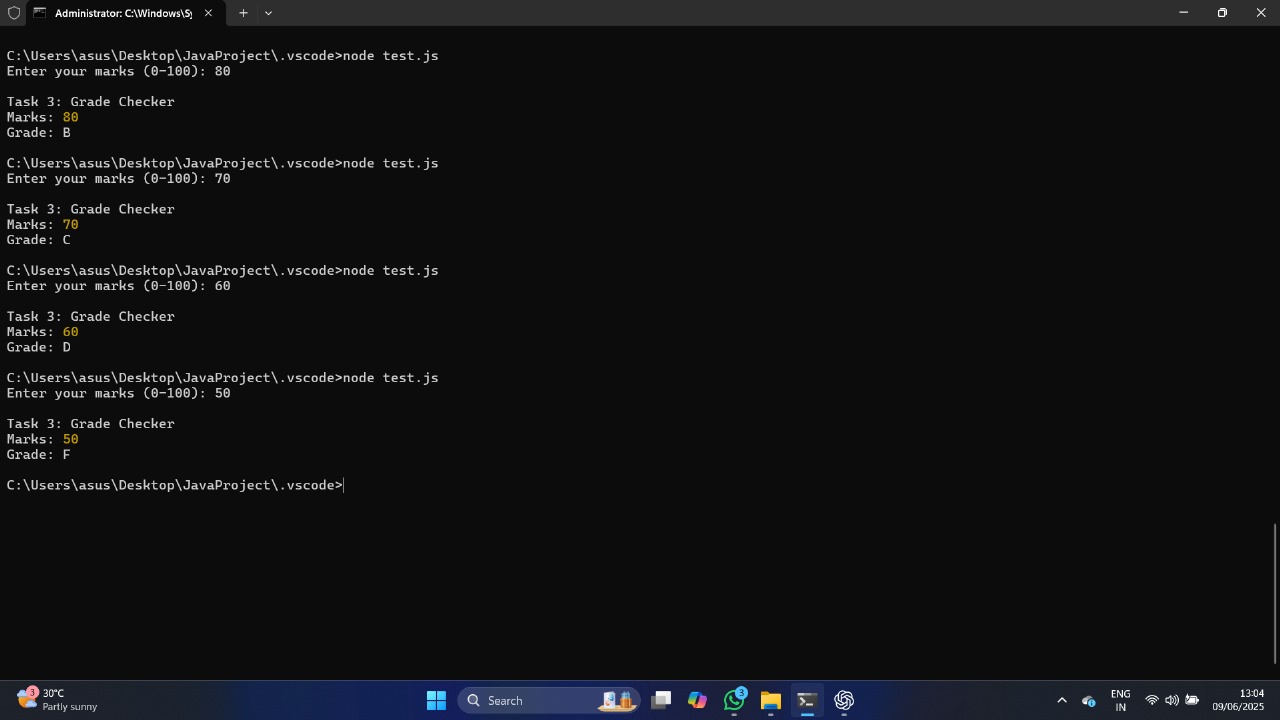 Administrator: C:\Windows\Sy
C:\Users\asus\Desktop\JavaProject\.vscode>node test.js
Enter your marks (0-100): 80
Task 3: Grade Checker
Marks: 80
Grade: B
C:\Users\asus\Desktop\JavaProject\.vscode>node test.js
Enter your marks (0-100): 70
Task 3: Grade Checker
Marks: 70
Grade: C
C:\Users\asus\Desktop\JavaProject\.vscode>node test.js
Enter your marks (0-100): 60
Task 3: Grade Checker
Marks: 60
Grade: D
C:\Users\asus\Desktop\JavaProject\.vscode>node test.js
Enter your marks (0-100): 50
Task 3: Grade Checker
Marks: 50
Grade: F
C:\Users\asus\Desktop\JavaProject\.vscode>
3
30°C
Partly sunny
Search
3
ENG
IN
13:04
09/06/2025